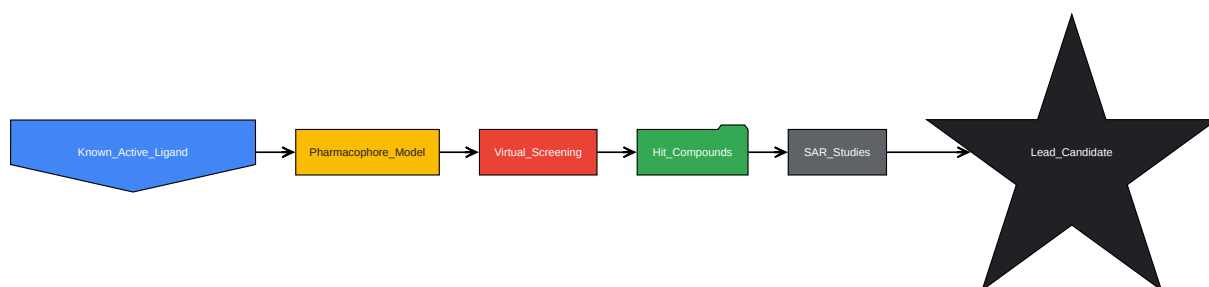 Known_Active_Ligand
Pharmacophore_Model
Virtual_Screening
Hit_Compounds
SAR_Studies
Lead_Candidate